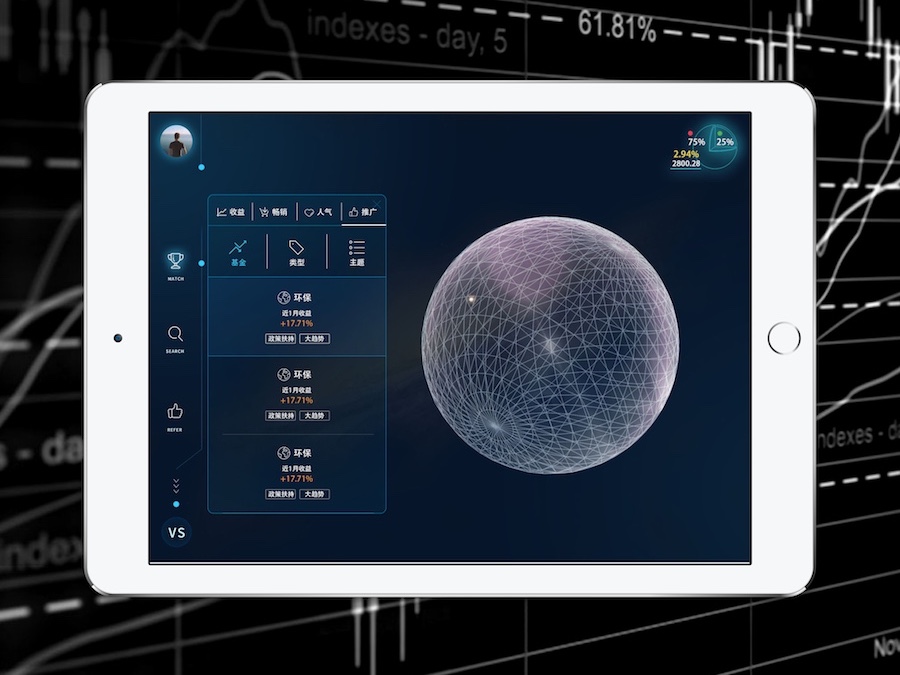 indexes - day, 5
61.81%
75%
25%
2.94%
2800.28
收益 畅销 人气 推广
基金 类型 主题
MATCH
环保
近1月收益
+17.71%
政策扶持 大趋势
SEARCH
环保
近1月收益
+17.71%
政策扶持 大趋势
REFER
环保
近1月收益
+17.71%
政策扶持 大趋势
VS
indexes - d
s - da
index
Nov